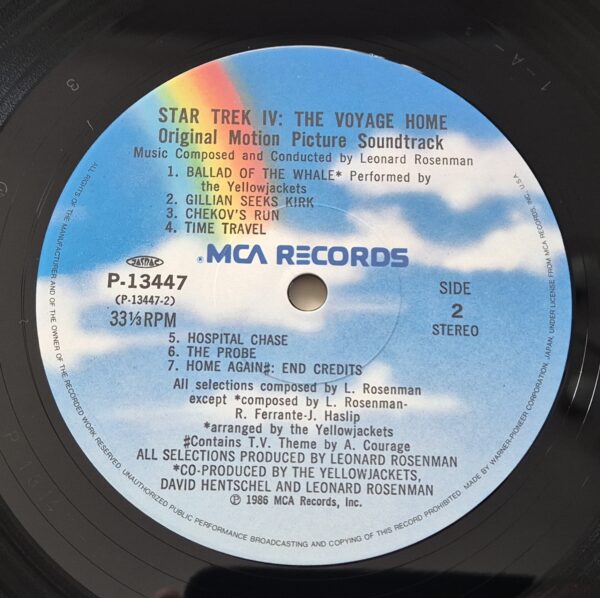 STAR TREK IV: THE VOYAGE HOME
Original Motion Picture Soundtrack
Music Composed and Conducted by Leonard Rosenman
1. BALLAD OF THE WHALE* Performed by
the Yellowjackets
2. GILLIAN SEEKS KIRK
3. CHEKOV'S RUN
4. TIME TRAVEL
® MCA RECORDS
JASRAC
P-13447
(P-13447-2)
33⅓RPM
SIDE
2
STEREO
5. HOSPITAL CHASE
6. THE PROBE
7. HOME AGAIN♯: END CREDITS
All selections composed by L. Rosenman
except *composed by L. Rosenman-
R. Ferrante-J. Haslip
*arranged by the Yellowjackets
♯Contains T.V. Theme by A. Courage
ALL SELECTIONS PRODUCED BY LEONARD ROSENMAN
*CO-PRODUCED BY THE YELLOWJACKETS,
DAVID HENTSCHEL AND LEONARD ROSENMAN
℗ 1986 MCA Records, Inc.
ALL RIGHTS OF THE MANUFACTURER AND OF THE OWNER OF THE RECORDED WORK RESERVED. UNAUTHORIZED PUBLIC PERFORMANCE BROADCASTING AND COPYING OF THIS RECORD PROHIBITED. MADE BY WARNER-PIONEER CORPORATION, JAPAN, UNDER LICENSE FROM MCA RECORDS, INC., U.S.A.
1-A-3